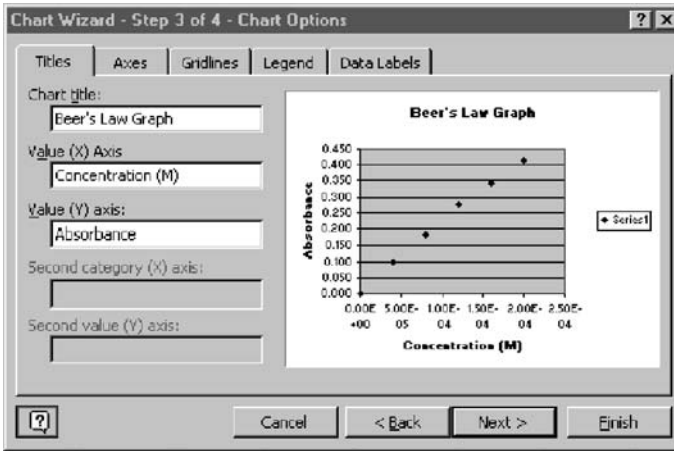 Chart Wizard - Step 3 of 4 - Chart Options
Titles Axes Gridlines Legend Data Labels
Chart title:
Beer's Law Graph
Value (X) Axis
Concentration (M)
Value (Y) axis:
Absorbance
Second category (X) axis:
Second value (Y) axis:
Beer's Law Graph
Absorbance
0.450
0.400
0.350
0.300
0.250
0.200
0.150
0.100
0.050
0.000
0.00E 5.00E- 1.00E- 1.50E- 2.00E- 2.50E-
+00 05 04 04 04 04
Concentration (M)
Series1
Cancel < Back Next > Finish